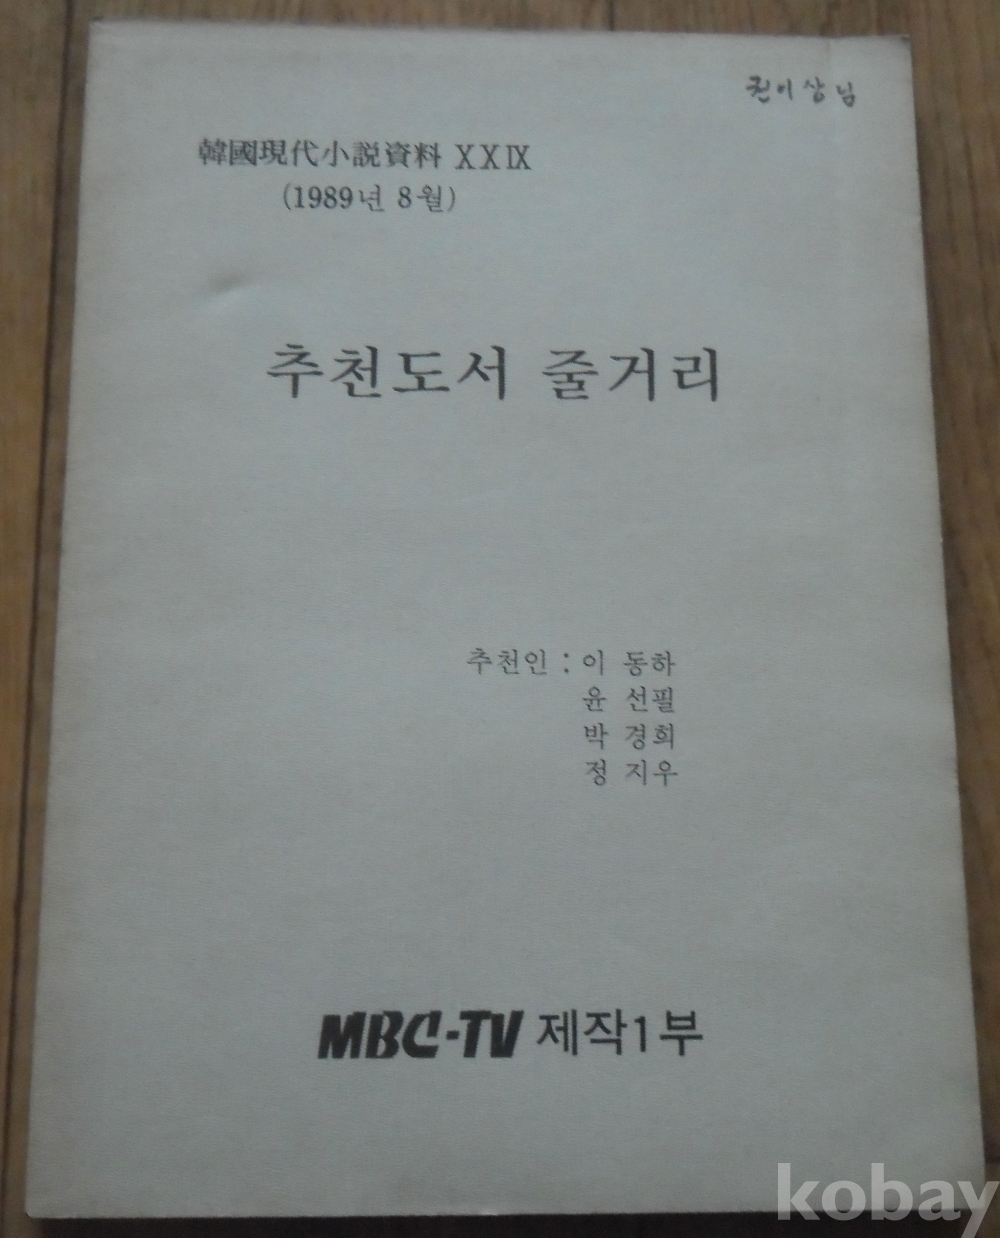 권이상님
韓國現代小説資料 XXIX
(1989년 8월)
추천도서 줄거리
추천인 : 이 동하
윤 선필
박 경희
정 지우
MBC-TV 제작1부
kobay